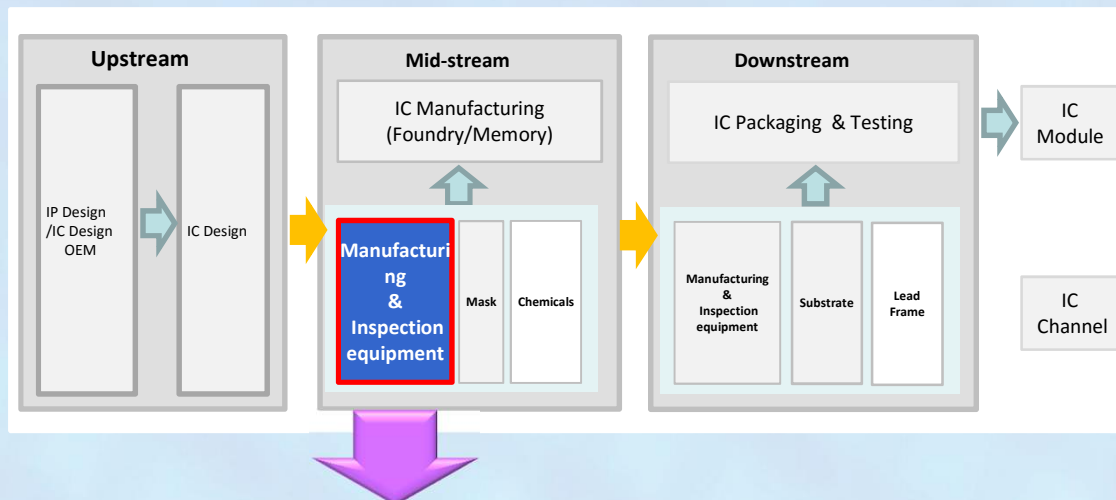 Upstream
IP Design
/IC Design
OEM
IC Design
Mid-stream
IC Manufacturing
(Foundry/Memory)
Manufacturi
ng
&
Inspection
equipment
Mask
Chemicals
Downstream
IC Packaging & Testing
Manufacturing
&
Inspection
equipment
Substrate
Lead
Frame
IC
Module
IC
Channel